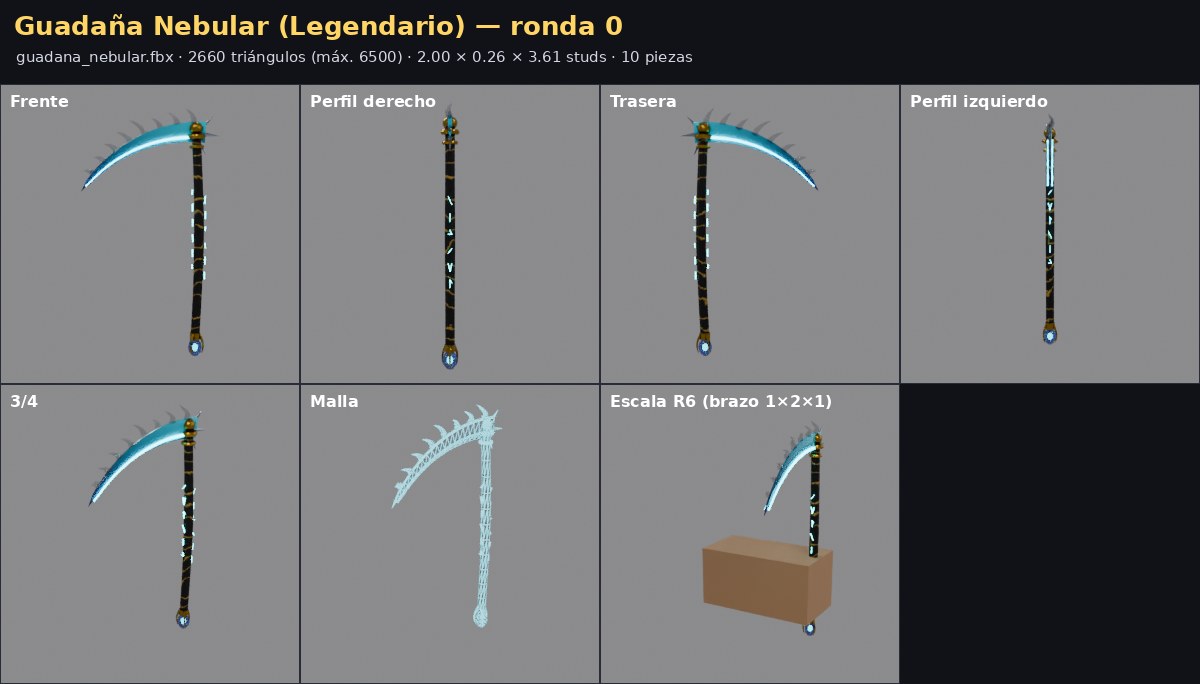 Guadaña Nebular (Legendario) — ronda 0
guadana_nebular.fbx · 2660 triángulos (máx. 6500) · 2.00 × 0.26 × 3.61 studs · 10 piezas
Frente
Perfil derecho
Trasera
Perfil izquierdo
3/4
Malla
Escala R6 (brazo 1×2×1)